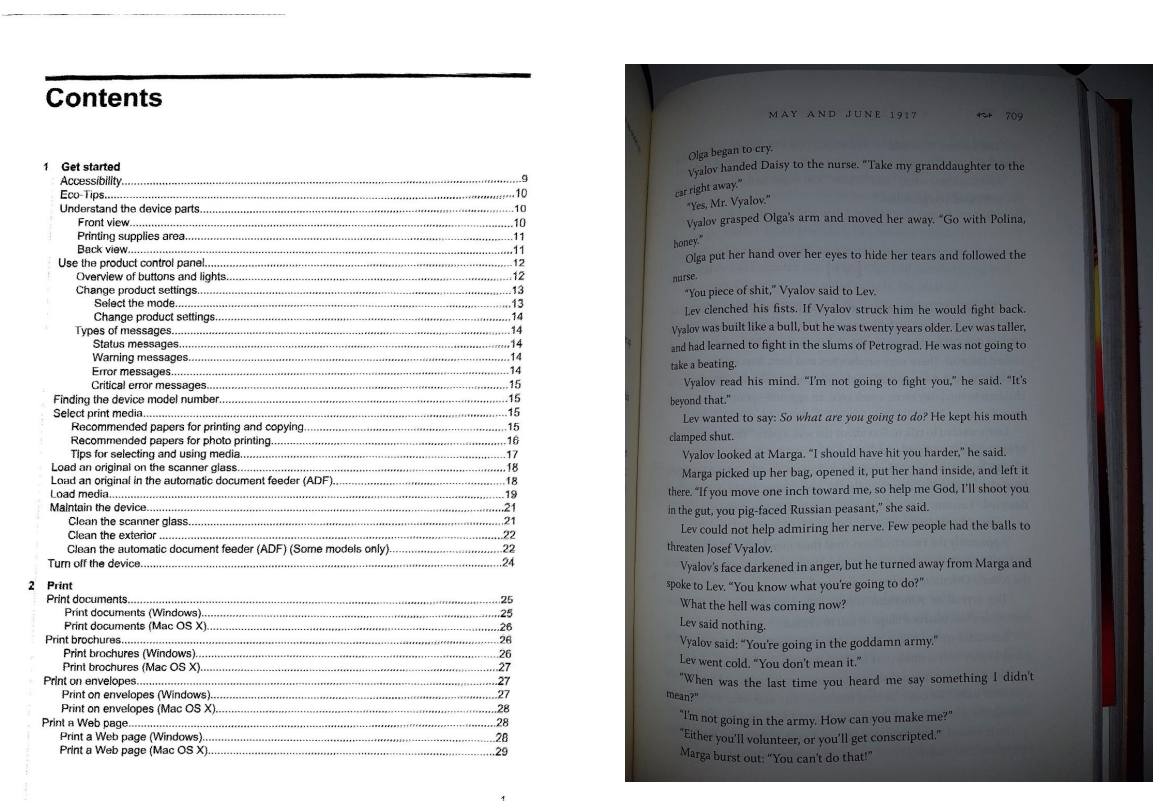 Contents
1 Get started
Accessibility..........9
Eco-Tips..........10
Understand the device parts..........10
Front view..........10
Printing supplies area..........11
Back view..........11
Use the product control panel..........12
Overview of buttons and lights..........12
Change product settings..........13
Select the mode..........13
Change product settings..........14
Types of messages..........14
Status messages..........14
Warning messages..........14
Error messages..........14
Critical error messages..........15
Finding the device model number..........15
Select print media..........15
Recommended papers for printing and copying..........15
Recommended papers for photo printing..........16
Tips for selecting and using media..........17
Load an original on the scanner glass..........18
Load an original in the automatic document feeder (ADF)..........18
Load media..........19
Maintain the device..........21
Clean the scanner glass..........21
Clean the exterior ..........22
Clean the automatic document feeder (ADF) (Some models only)..........22
Turn off the device..........24
2 Print
Print documents..........25
Print documents (Windows)..........25
Print documents (Mac OS X)..........26
Print brochures..........26
Print brochures (Windows)..........26
Print brochures (Mac OS X)..........27
Print on envelopes..........27
Print on envelopes (Windows)..........27
Print on envelopes (Mac OS X)..........28
Print a Web page..........28
Print a Web page (Windows)..........28
Print a Web page (Mac OS X)..........29
1
MAY AND JUNE 1917 709
Olga began to cry.
Vyalov handed Daisy to the nurse. “Take my granddaughter to the
car right away.”
“Yes, Mr. Vyalov.”
Vyalov grasped Olga’s arm and moved her away. “Go with Polina,
honey.”
Olga put her hand over her eyes to hide her tears and followed the
nurse.
“You piece of shit,” Vyalov said to Lev.
Lev clenched his fists. If Vyalov struck him he would fight back.
Vyalov was built like a bull, but he was twenty years older. Lev was taller,
and had learned to fight in the slums of Petrograd. He was not going to
take a beating.
Vyalov read his mind. “I’m not going to fight you,” he said. “It’s
beyond that.”
Lev wanted to say: So what are you going to do? He kept his mouth
clamped shut.
Vyalov looked at Marga. “I should have hit you harder,” he said.
Marga picked up her bag, opened it, put her hand inside, and left it
there. “If you move one inch toward me, so help me God, I’ll shoot you
in the gut, you pig-faced Russian peasant,” she said.
Lev could not help admiring her nerve. Few people had the balls to
threaten Josef Vyalov.
Vyalov’s face darkened in anger, but he turned away from Marga and
spoke to Lev. “You know what you’re going to do?”
What the hell was coming now?
Lev said nothing.
Vyalov said: “You’re going in the goddamn army.”
Lev went cold. “You don’t mean it.”
“When was the last time you heard me say something I didn’t
mean?”
“I’m not going in the army. How can you make me?”
“Either you’ll volunteer, or you’ll get conscripted.”
Marga burst out: “You can’t do that!”